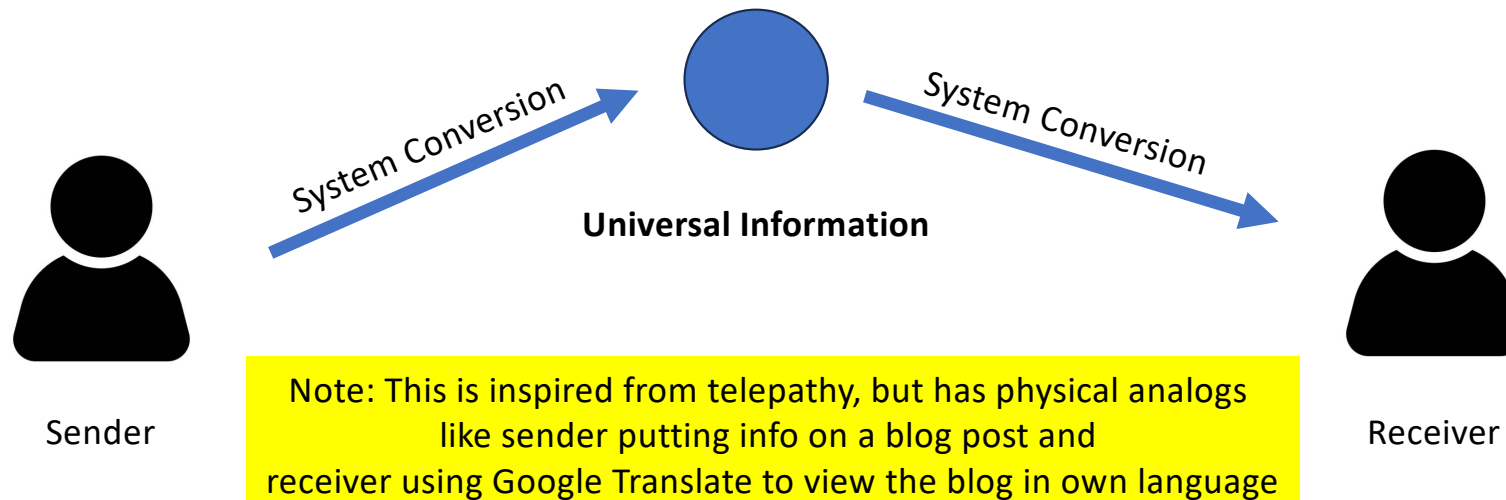 System Conversion
System Conversion
Universal Information
Sender
Note: This is inspired from telepathy, but has physical analogs
like sender putting info on a blog post and
receiver using Google Translate to view the blog in own language
Receiver